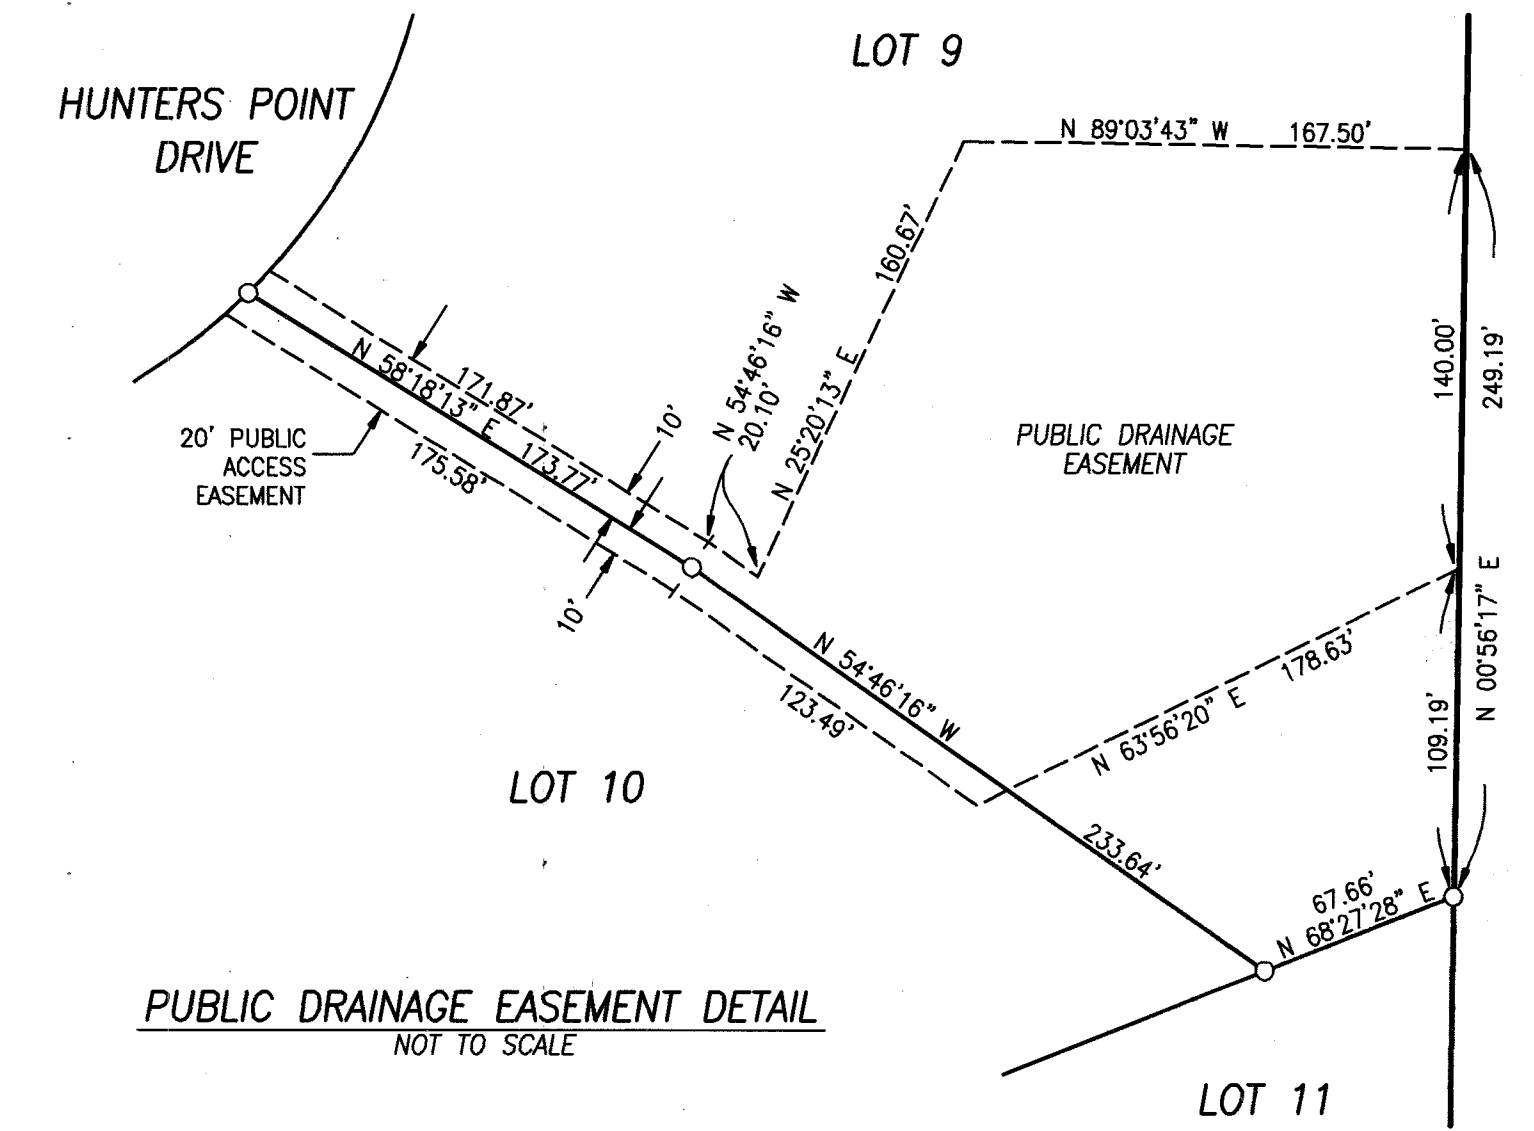 LOT 9
HUNTERS POINT
DRIVE
N 89°03'43" W 167.50'
160.67'
N 25°20'13" E
N 54°46'16" W
20.10'
140.00'
249.19'
N 58°18'13" E 173.77'
171.87'
10'
175.58'
20' PUBLIC
ACCESS
EASEMENT
PUBLIC DRAINAGE
EASEMENT
10'
N 00°56'17" E
N 54°46'16" W
123.49'
N 63°56'20" E 178.63'
109.19'
LOT 10
233.64'
67.66'
N 68°27'28" E
PUBLIC DRAINAGE EASEMENT DETAIL
NOT TO SCALE
LOT 11